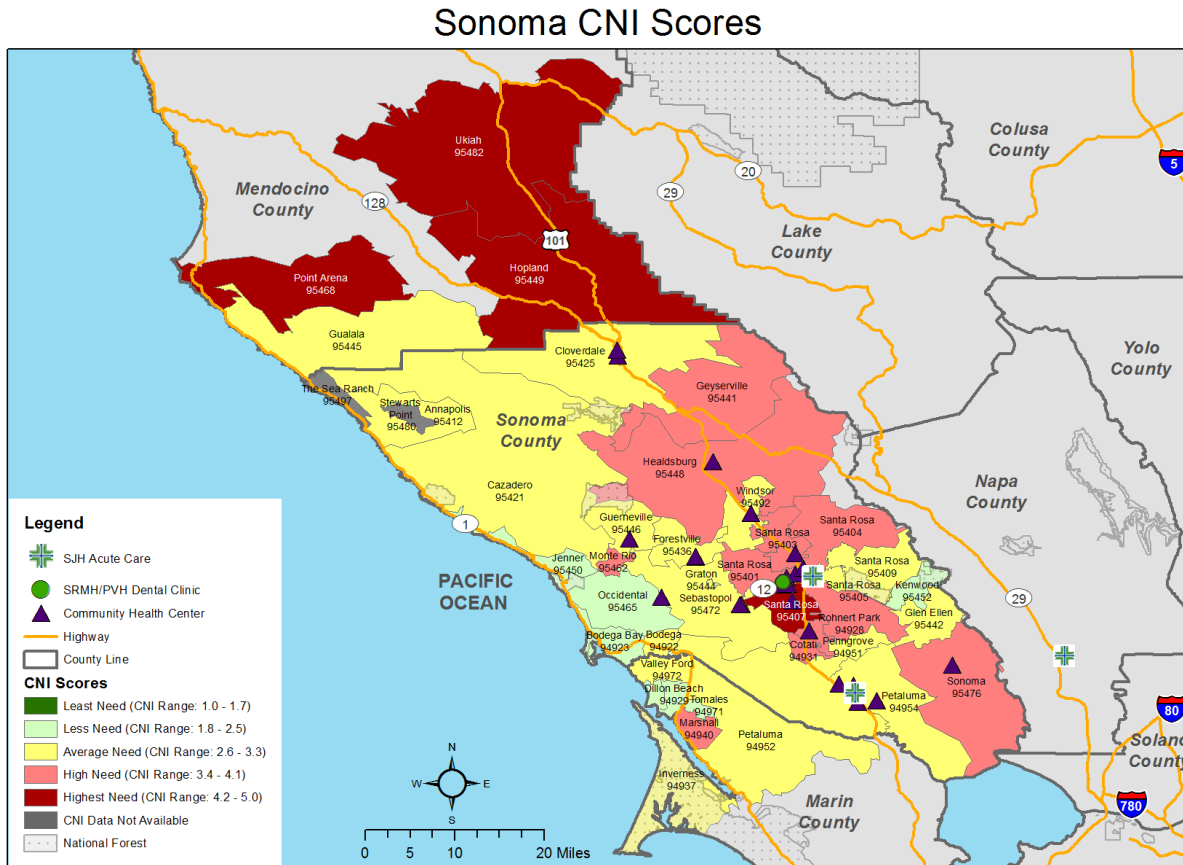 Sonoma CNI Scores
Colusa
County
5
Ukiah
95482
Mendocino
County
128
29
20
Lake
County
101
Hopland
95449
Point Arena
95468
Gualala
95445
Cloverdale
95425
Yolo
County
Geyserville
95441
The Sea Ranch
95497
Stewarts
Point
95480
Annapolis
95412
Sonoma
County
Healdsburg
95448
Cazadero
95421
Napa
County
Windsor
95492
1
Guerneville
95446
Santa Rosa
95404
Santa Rosa
95403
Forestville
95436
Jenner
95450
Monte Rio
95462
Santa Rosa
95401
Santa Rosa
95409
Graton
95444
Santa Rosa
95405
Kenwood
95452
PACIFIC
OCEAN
Occidental
95465
Sebastopol
95472
12
Santa Rosa
95407
29
Glen Ellen
95442
Rohnert Park
94928
Bodega Bay
94923
Bodega
94922
Cotati
94931
Penngrove
94951
Valley Ford
94972
Sonoma
95476
Dillon Beach
94929
Tomales
94971
Petaluma
94954
Marshall
94940
Petaluma
94952
80
Solano
County
Inverness
94937
Marin
County
780
Legend
SJH Acute Care
SRMH/PVH Dental Clinic
Community Health Center
Highway
County Line
CNI Scores
Least Need (CNI Range: 1.0 - 1.7)
Less Need (CNI Range: 1.8 - 2.5)
Average Need (CNI Range: 2.6 - 3.3)
High Need (CNI Range: 3.4 - 4.1)
Highest Need (CNI Range: 4.2 - 5.0)
CNI Data Not Available
National Forest
N
W
E
S
0 5 10 20 Miles